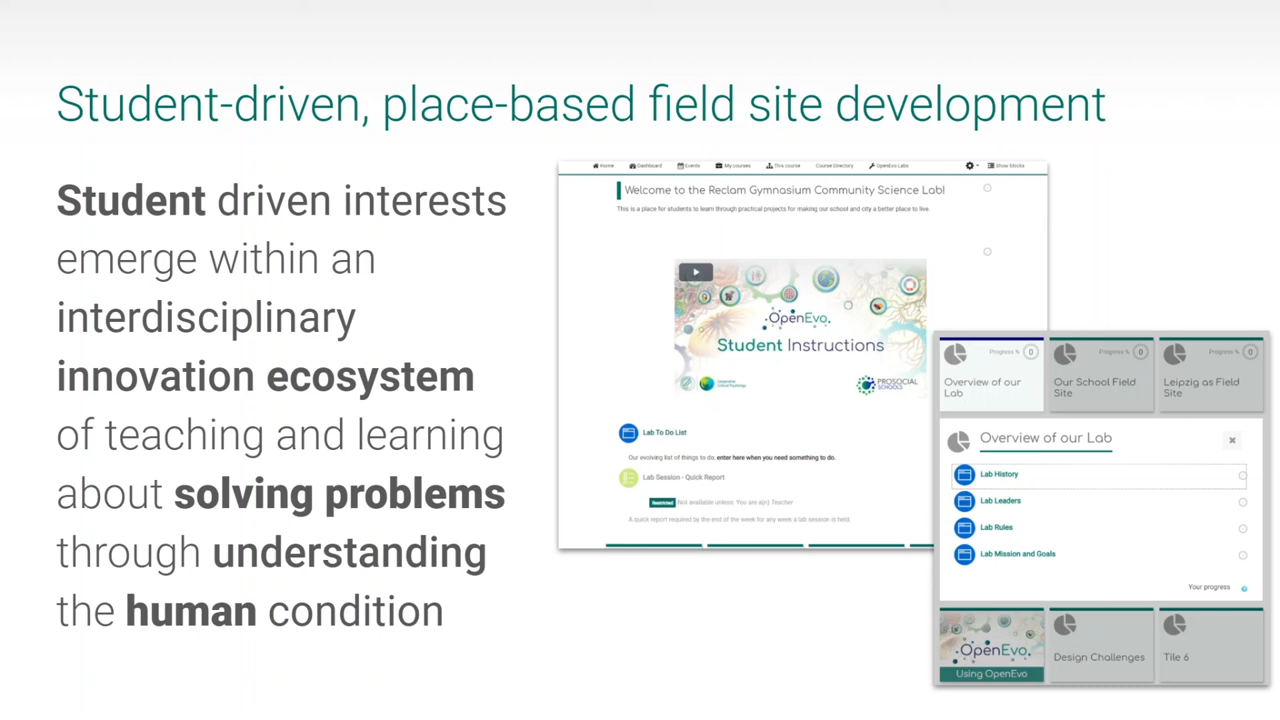 Student-driven, place-based field site development
Student driven interests
emerge within an
interdisciplinary
innovation ecosystem
of teaching and learning
about solving problems
through understanding
the human condition
Home Dashboard Events My courses This course Course Directory OpenEvo Labs Show blocks
Welcome to the Reclam Gymnasium Community Science Lab!
This is a place for students to learn through practical projects for making our school and city a better place to live.
OpenEvo
Student Instructions
PROSOCIAL
SCHOOLS
Lab To Do List
Our evolving list of things to do, enter here when you need something to do.
Lab Session - Quick Report
Restricted Not available unless: You are a(n) Teacher
A quick report required by the end of the week for any week a lab session is held.
Progress % 0
Overview of our
Lab
Progress % 0
Our School Field
Site
Progress % 0
Leipzig as Field
Site
Overview of our Lab
Lab History
Lab Leaders
Lab Rules
Lab Mission and Goals
Your progress
OpenEvo
Using OpenEvo
Design Challenges
Tile 6